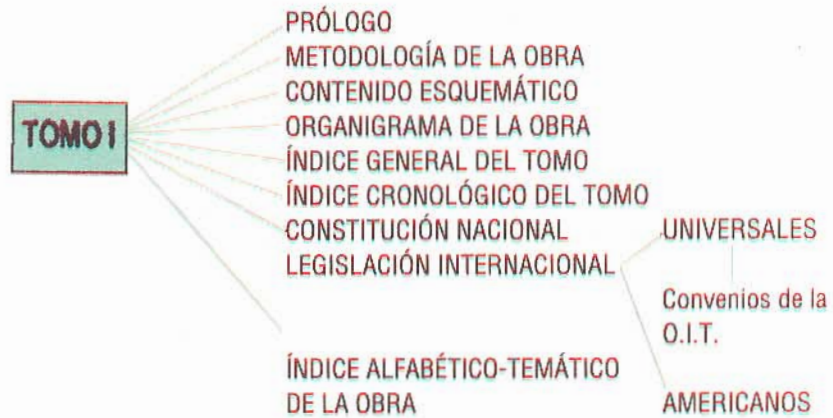 TOMO I
PRÓLOGO
METODOLOGÍA DE LA OBRA
CONTENIDO ESQUEMÁTICO
ORGANIGRAMA DE LA OBRA
ÍNDICE GENERAL DEL TOMO
ÍNDICE CRONOLÓGICO DEL TOMO
CONSTITUCIÓN NACIONAL
LEGISLACIÓN INTERNACIONAL
UNIVERSALES
Convenios de la
O.I.T.
AMERICANOS
ÍNDICE ALFABÉTICO-TEMÁTICO
DE LA OBRA